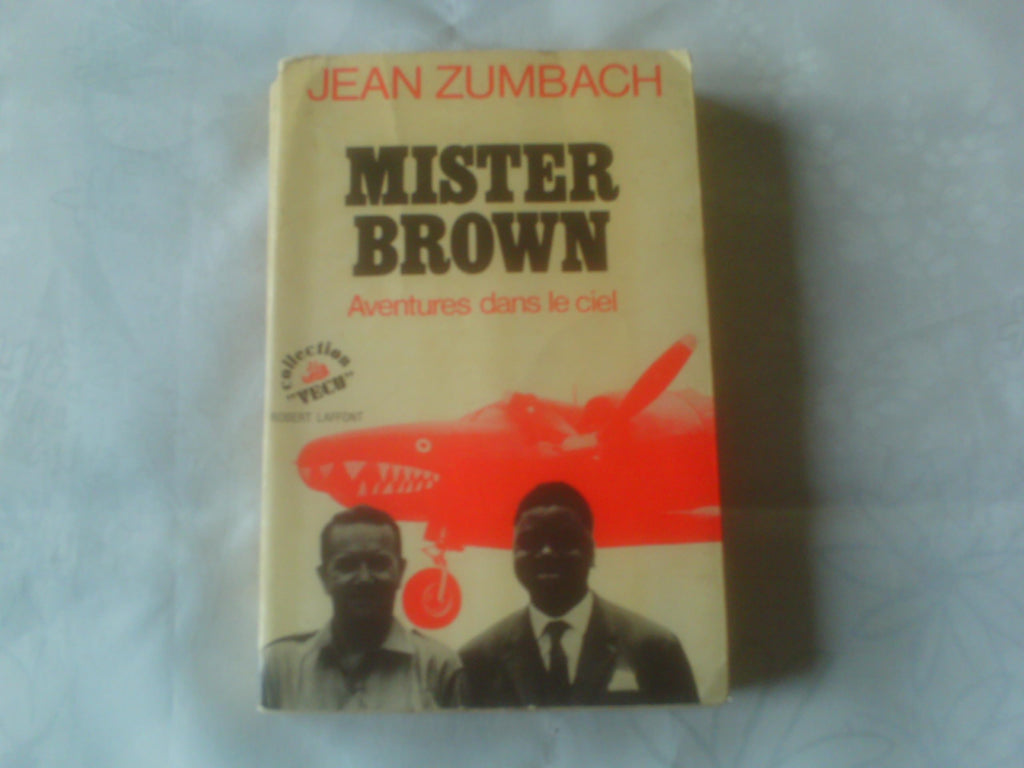 JEAN ZUMBACH
MISTER
BROWN
Aventures dans le ciel
collection
"VECU"
ROBERT LAFFONT